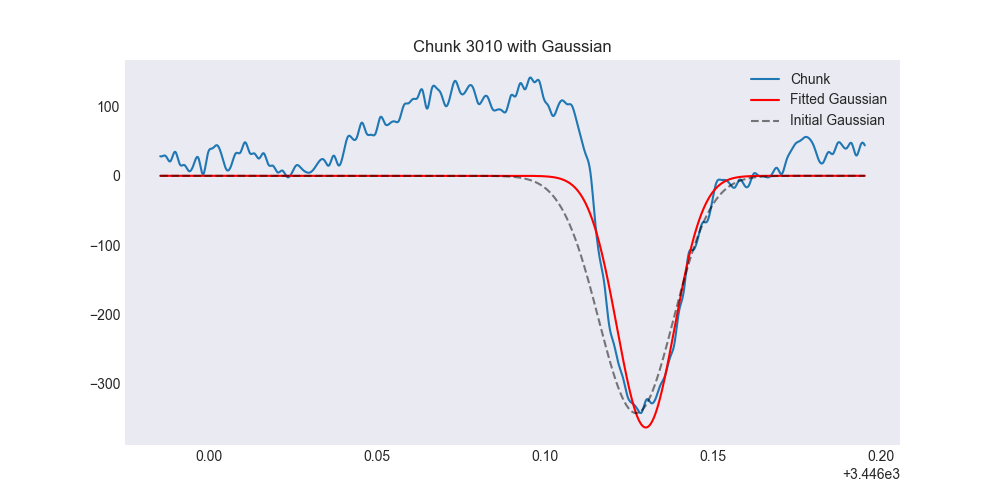 Chunk 3010 with Gaussian
Chunk
Fitted Gaussian
Initial Gaussian
100
0
−100
−200
−300
0.00 0.05 0.10 0.15 0.20
+3.446e3